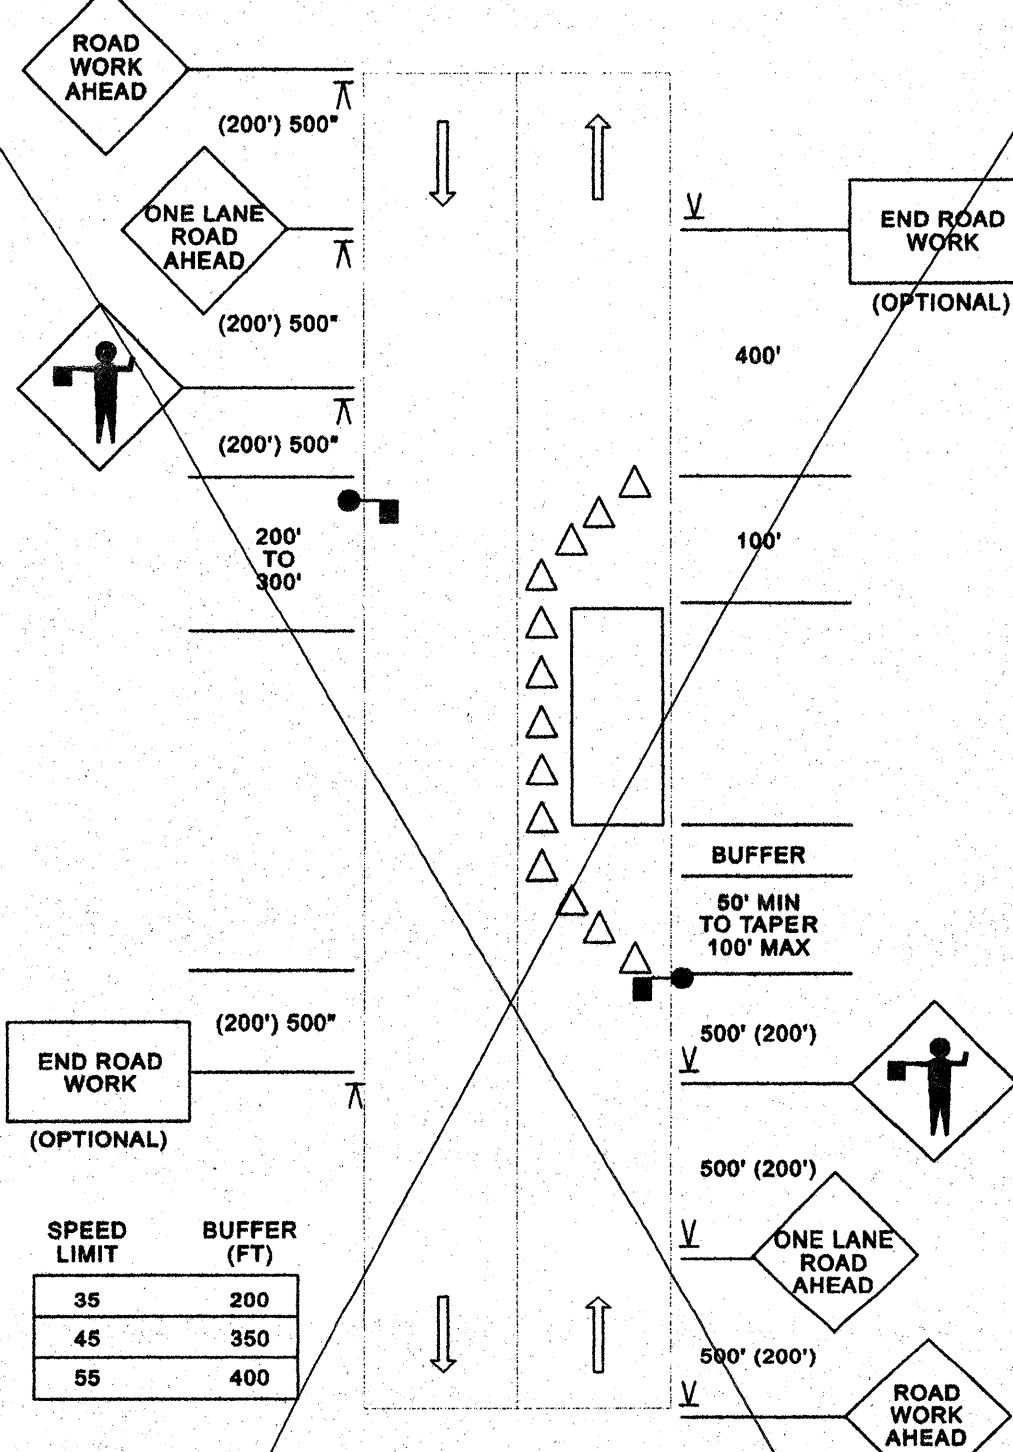 ROAD
WORK
AHEAD
(200') 500"
ONE LANE
ROAD
AHEAD
END ROAD
WORK
(OPTIONAL)
(200') 500"
400'
(200') 500"
200'
TO
300'
100'
BUFFER
50' MIN
TO TAPER
100' MAX
(200') 500"
500' (200')
END ROAD
WORK
(OPTIONAL)
500' (200')
ONE LANE
ROAD
AHEAD
SPEED LIMIT BUFFER (FT)
35 200
45 350
55 400
500' (200')
ROAD
WORK
AHEAD